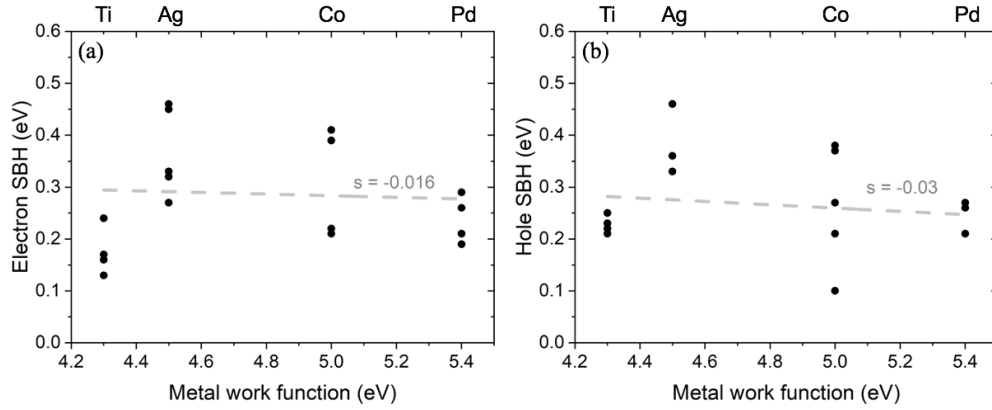 Ti Ag Co Pd
(a)
0.6
0.5
0.4
0.3
0.2
0.1
0.0
Electron SBH (eV)
s = -0.016
4.2 4.4 4.6 4.8 5.0 5.2 5.4
Metal work function (eV)
Ti Ag Co Pd
(b)
0.6
0.5
0.4
0.3
0.2
0.1
0.0
Hole SBH (eV)
s = -0.03
4.2 4.4 4.6 4.8 5.0 5.2 5.4
Metal work function (eV)